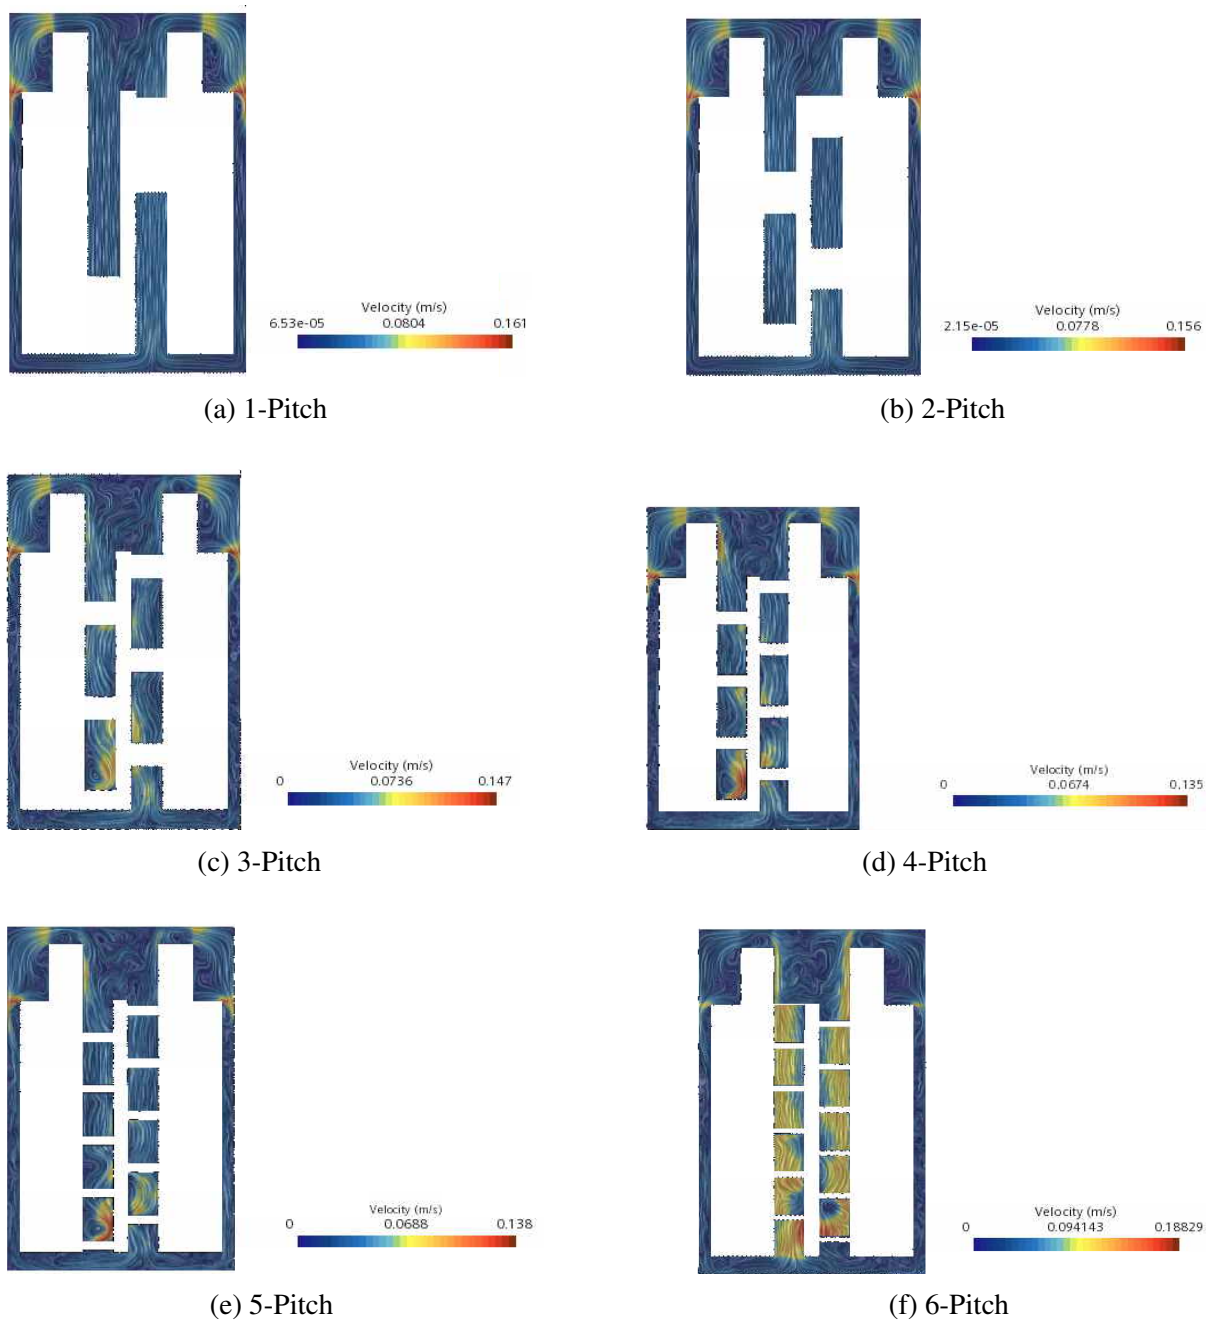 Velocity (m/s)
6.53e-05 0.0804 0.161
(a) 1-Pitch
Velocity (m/s)
2.15e-05 0.0778 0.156
(b) 2-Pitch
Velocity (m/s)
0 0.0736 0.147
(c) 3-Pitch
Velocity (m/s)
0 0.0674 0.135
(d) 4-Pitch
Velocity (m/s)
0 0.0688 0.138
(e) 5-Pitch
Velocity (m/s)
0 0.094143 0.18829
(f) 6-Pitch